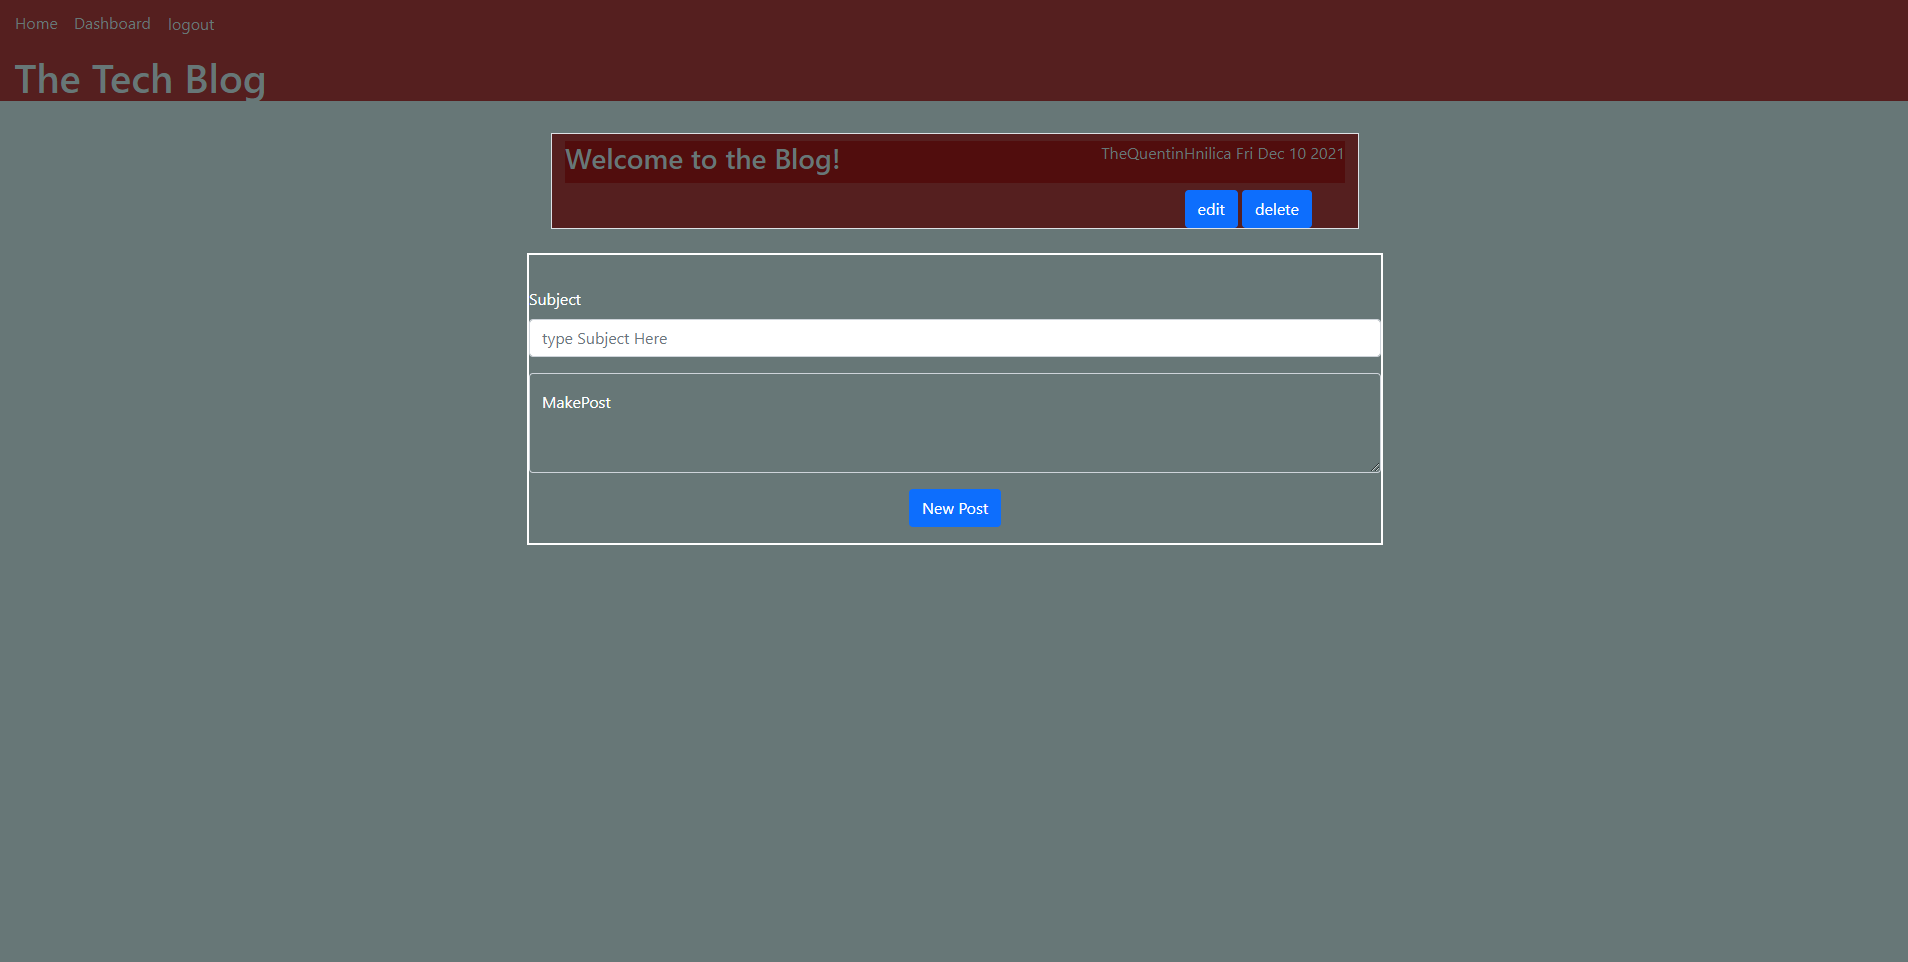 Home Dashboard logout
The Tech Blog
Welcome to the Blog! TheQuentinHnilica Fri Dec 10 2021
edit delete
Subject
type Subject Here
MakePost
New Post